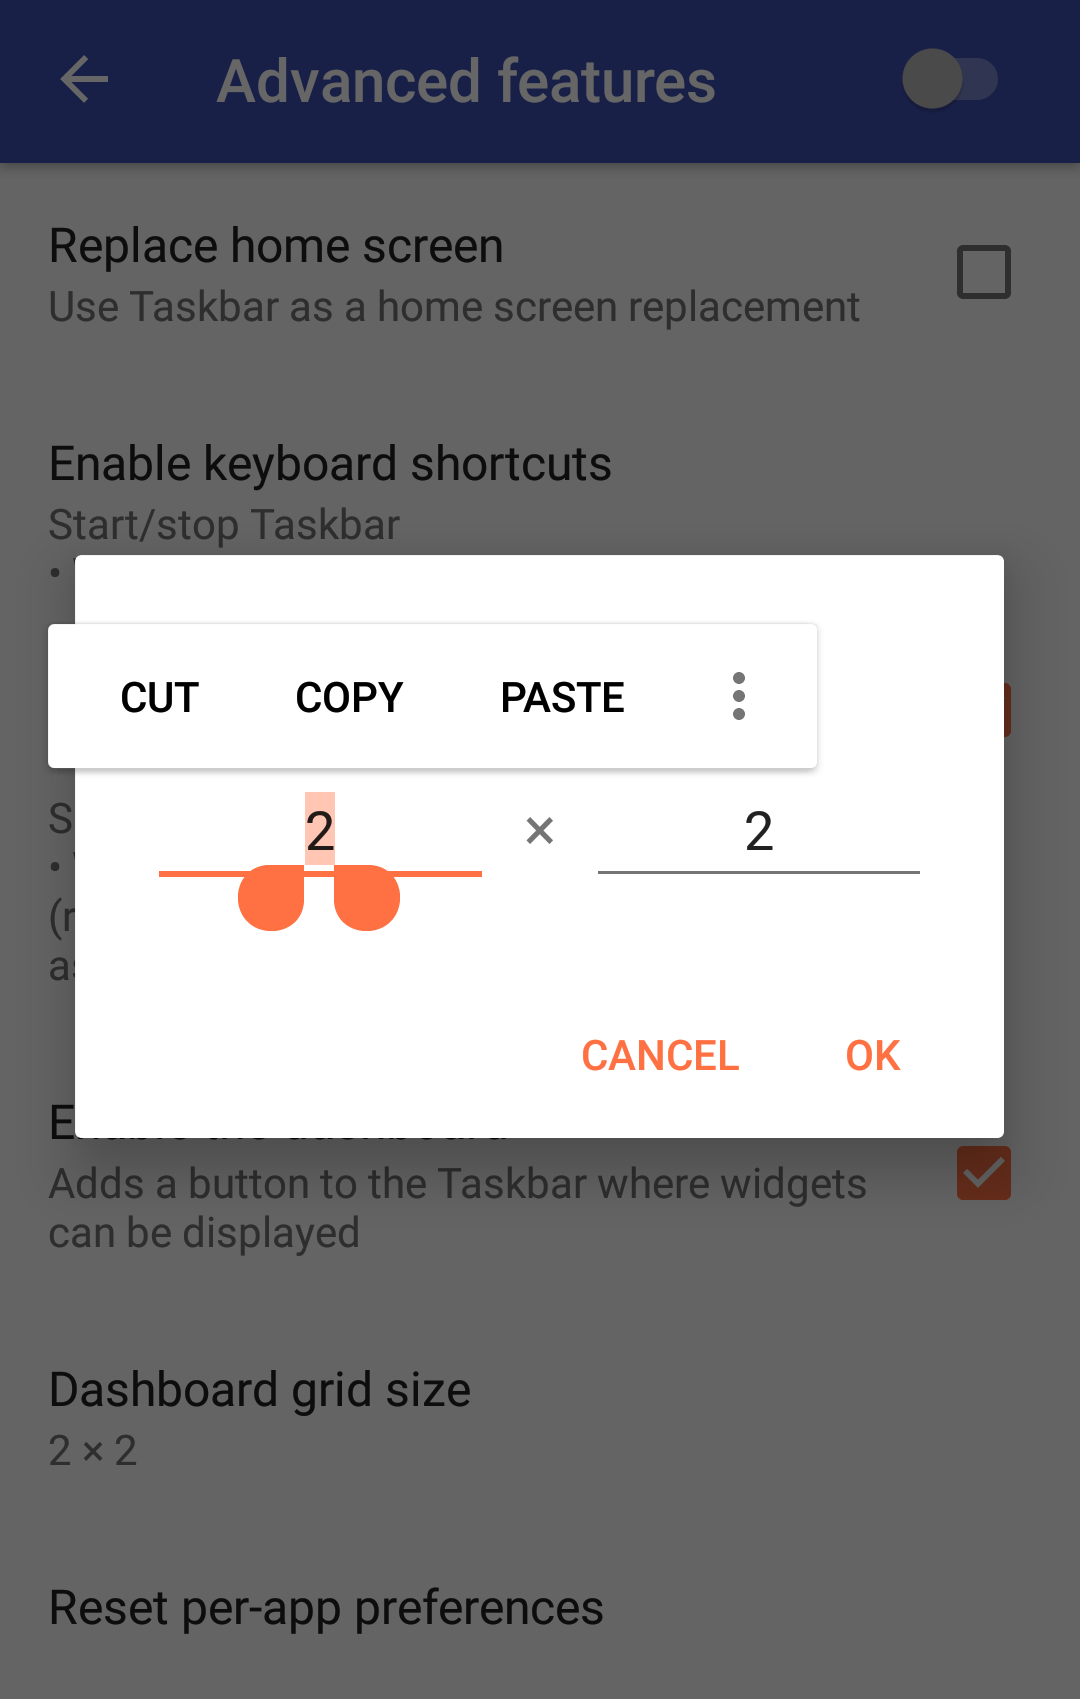 Advanced features
Replace home screen
Use Taskbar as a home screen replacement
Enable keyboard shortcuts
Start/stop Taskbar
CUT COPY PASTE
2 × 2
CANCEL OK
Adds a button to the Taskbar where widgets
can be displayed
Dashboard grid size
2 × 2
Reset per-app preferences